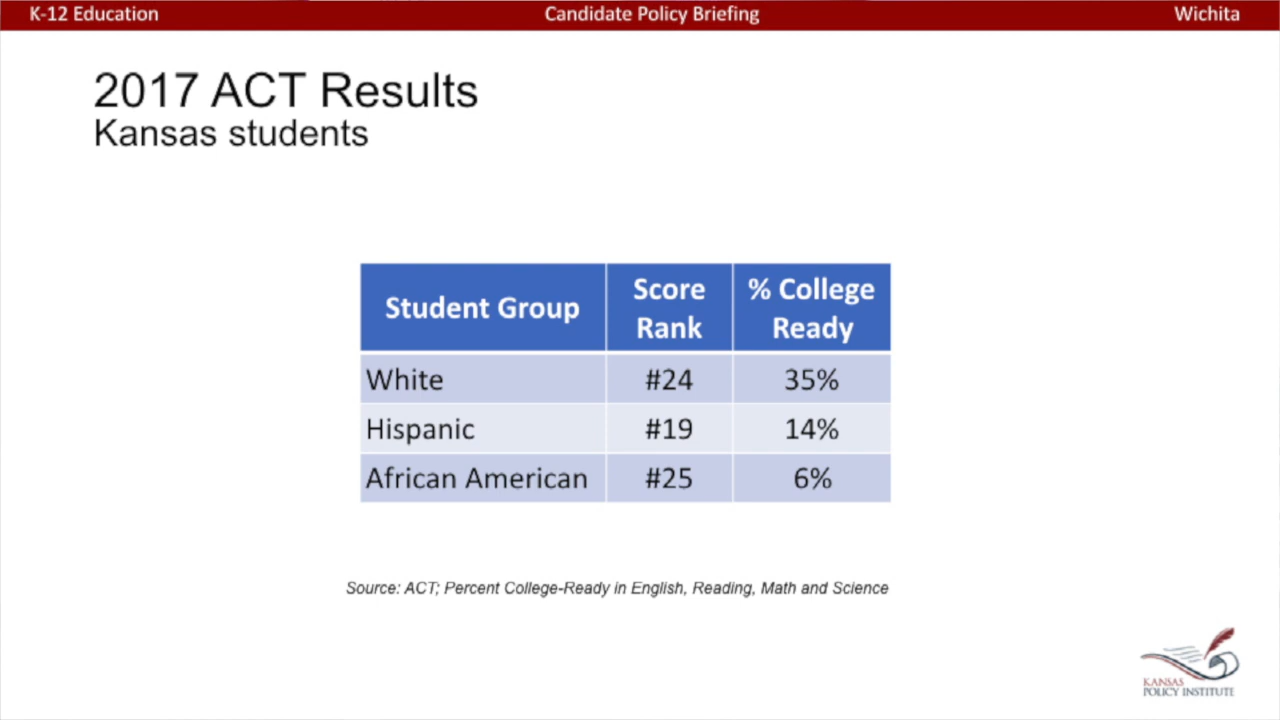 K-12 Education Candidate Policy Briefing Wichita
2017 ACT Results
Kansas students
Student Group Score Rank % College Ready
White #24 35%
Hispanic #19 14%
African American #25 6%
Source: ACT; Percent College-Ready in English, Reading, Math and Science
KANSAS
POLICY INSTITUTE